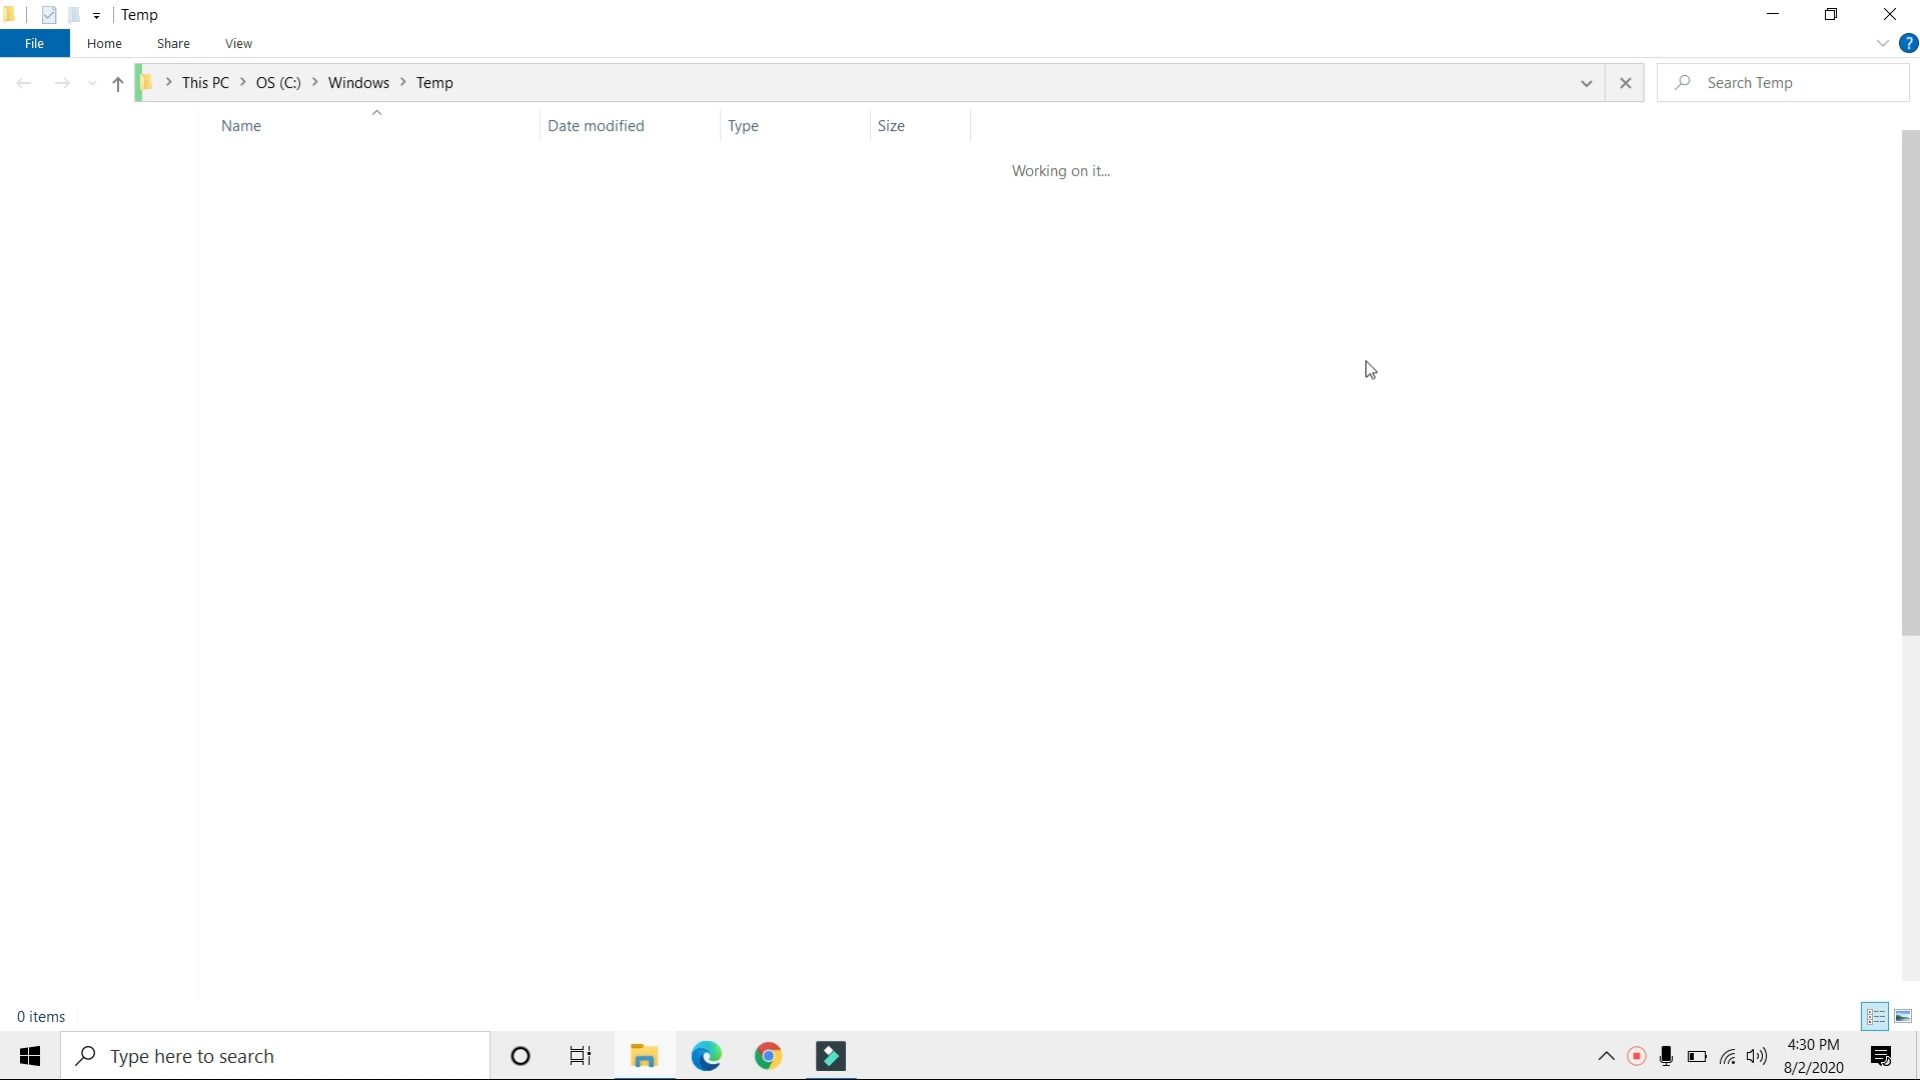 Temp
File Home Share View ?
This PC > OS (C:) > Windows > Temp
Search Temp
Name Date modified Type Size
Working on it...
0 items
Type here to search
4:30 PM
8/2/2020